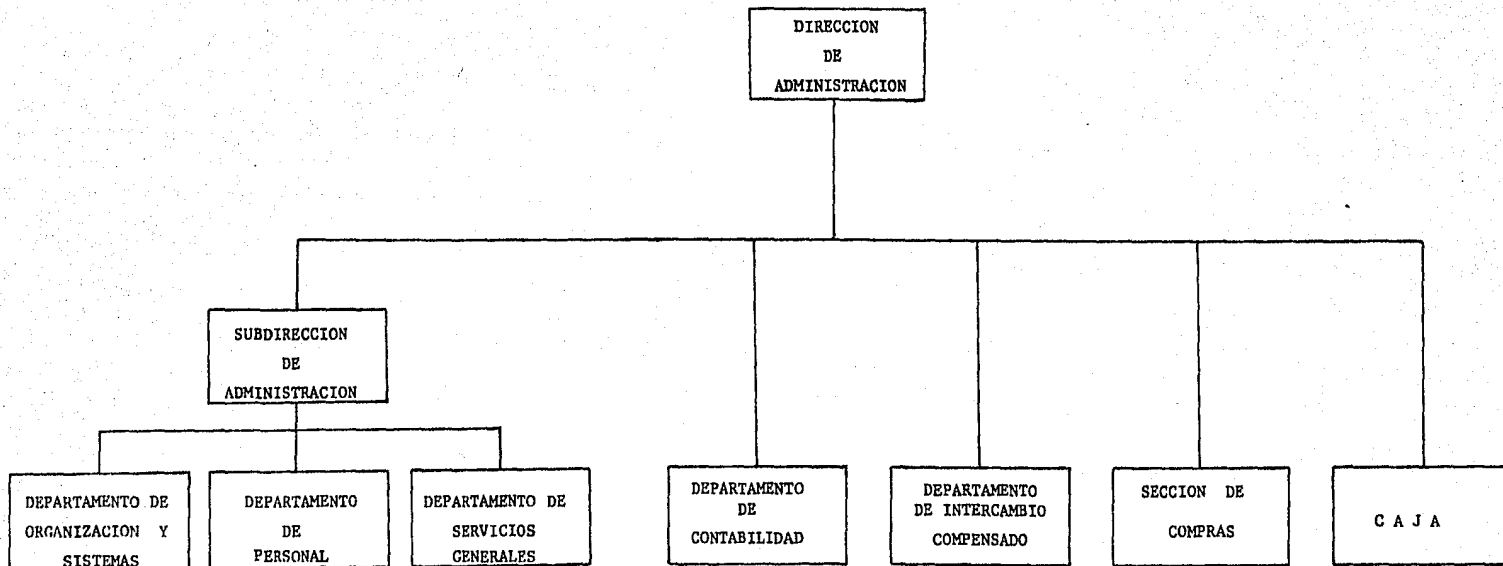 DIRECCION
DE
ADMINISTRACION
SUBDIRECCION
DE
ADMINISTRACION
DEPARTAMENTO DE
ORGANIZACION Y
SISTEMAS
DEPARTAMENTO
DE
PERSONAL
DEPARTAMENTO DE
SERVICIOS
GENERALES
DEPARTAMENTO
DE
CONTABILIDAD
DEPARTAMENTO
DE INTERCAMBIO
COMPENSADO
SECCION DE
COMPRAS
C A J A